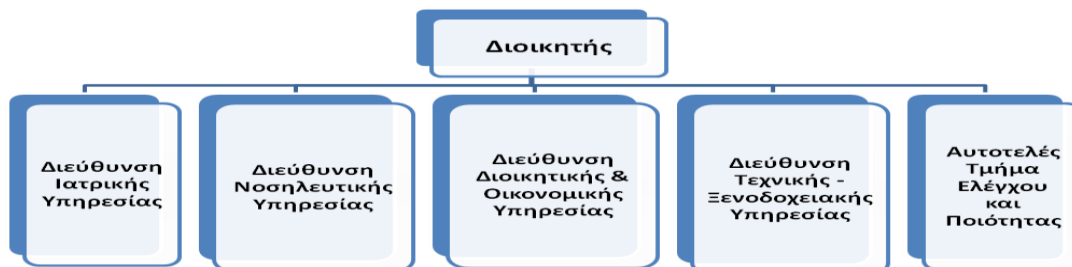 Διοικητής
Διεύθυνση
Ιατρικής
Υπηρεσίας
Διεύθυνση
Νοσηλευτικής
Υπηρεσίας
Διεύθυνση
Διοικητικής &
Οικονομικής
Υπηρεσίας
Διεύθυνση
Τεχνικής -
Ξενοδοχειακής
Υπηρεσίας
Αυτοτελές
Τμήμα
Ελέγχου
και
Ποιότητας